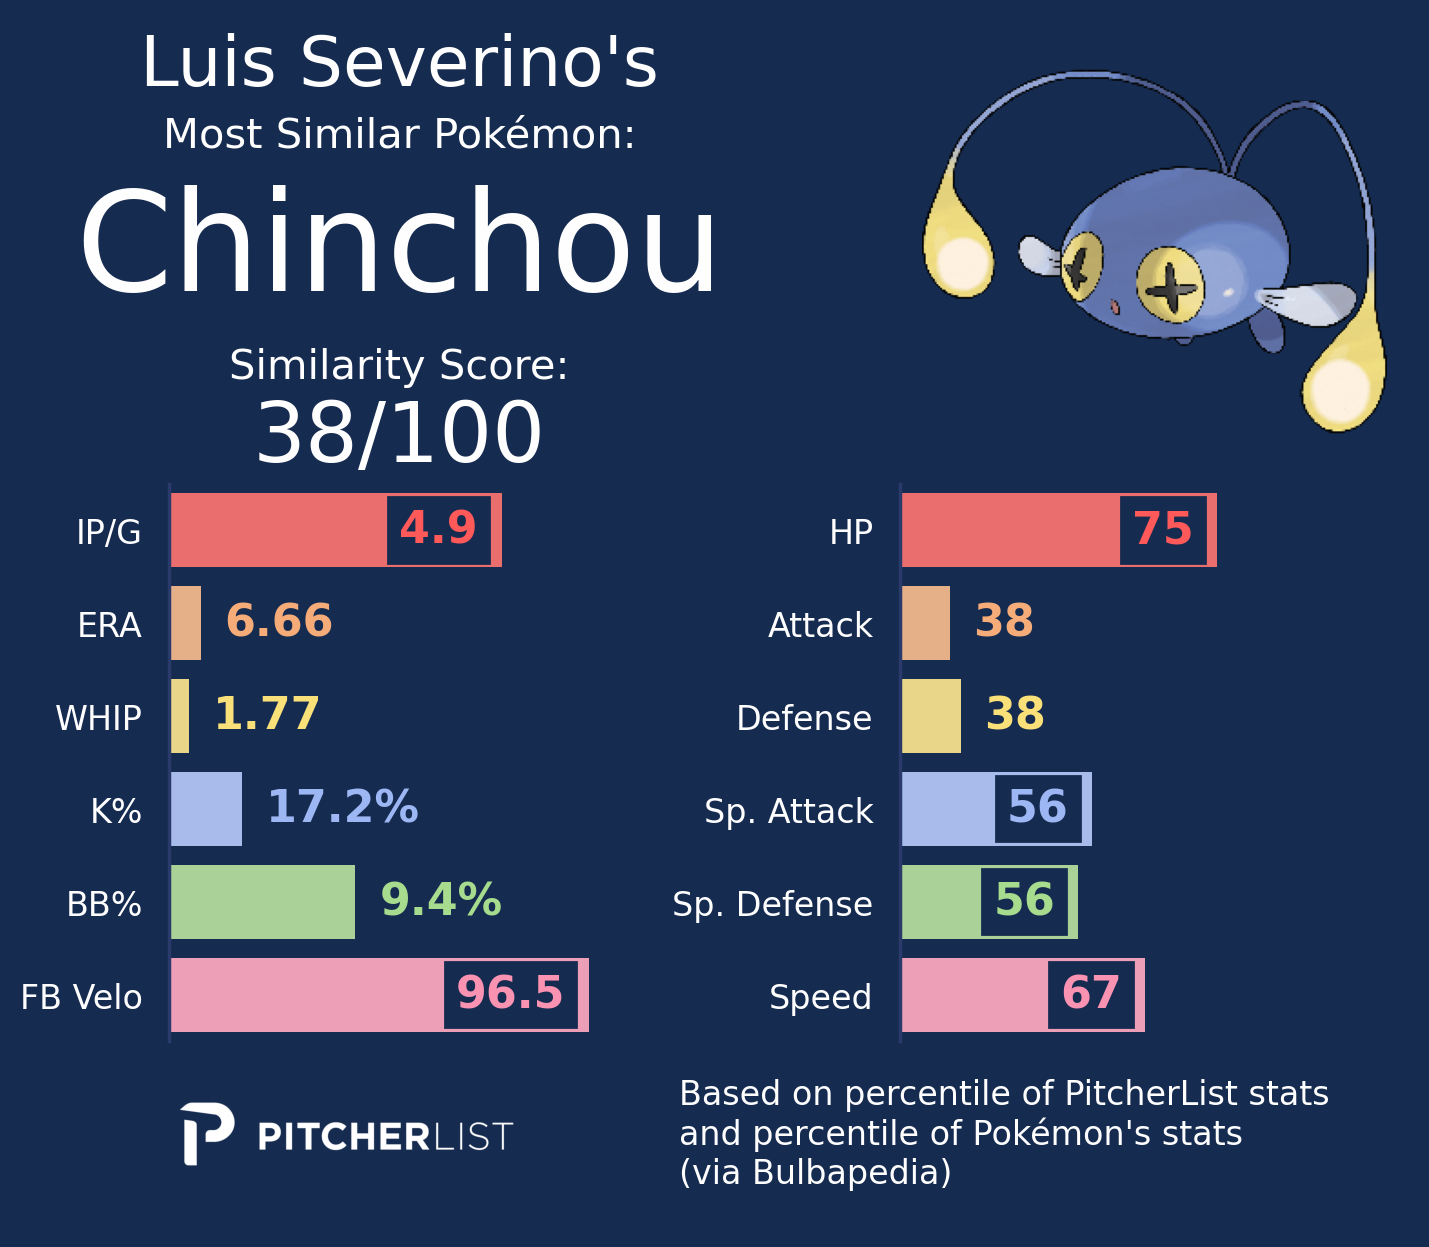 Luis Severino's
Most Similar Pokémon:
Chinchou
Similarity Score:
38/100
IP/G 4.9
ERA 6.66
WHIP 1.77
K% 17.2%
BB% 9.4%
FB Velo 96.5
HP 75
Attack 38
Defense 38
Sp. Attack 56
Sp. Defense 56
Speed 67
PITCHERLIST
Based on percentile of PitcherList stats
and percentile of Pokémon's stats
(via Bulbapedia)